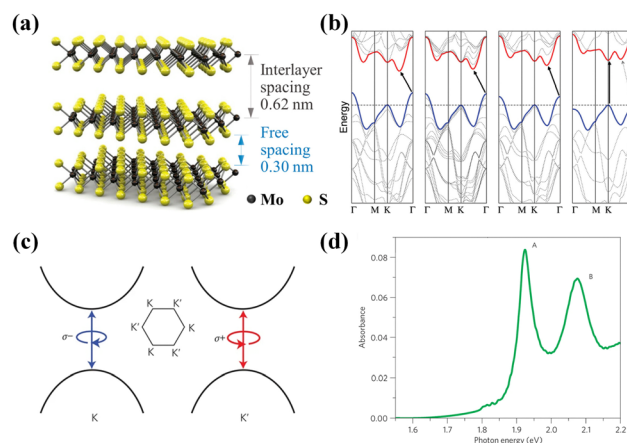 (a)
Interlayer
spacing
0.62 nm
Free
spacing
0.30 nm
Mo S
(b)
Energy
Γ M K Γ
Γ M K Γ
Γ M K Γ
Γ M K Γ
(c)
σ− σ+
K K'
K' K
K K'
K K'
(d)
A
B
Absorbance
0.08
0.06
0.04
0.02
0.00
1.6 1.7 1.8 1.9 2.0 2.1 2.2
Photon energy (eV)